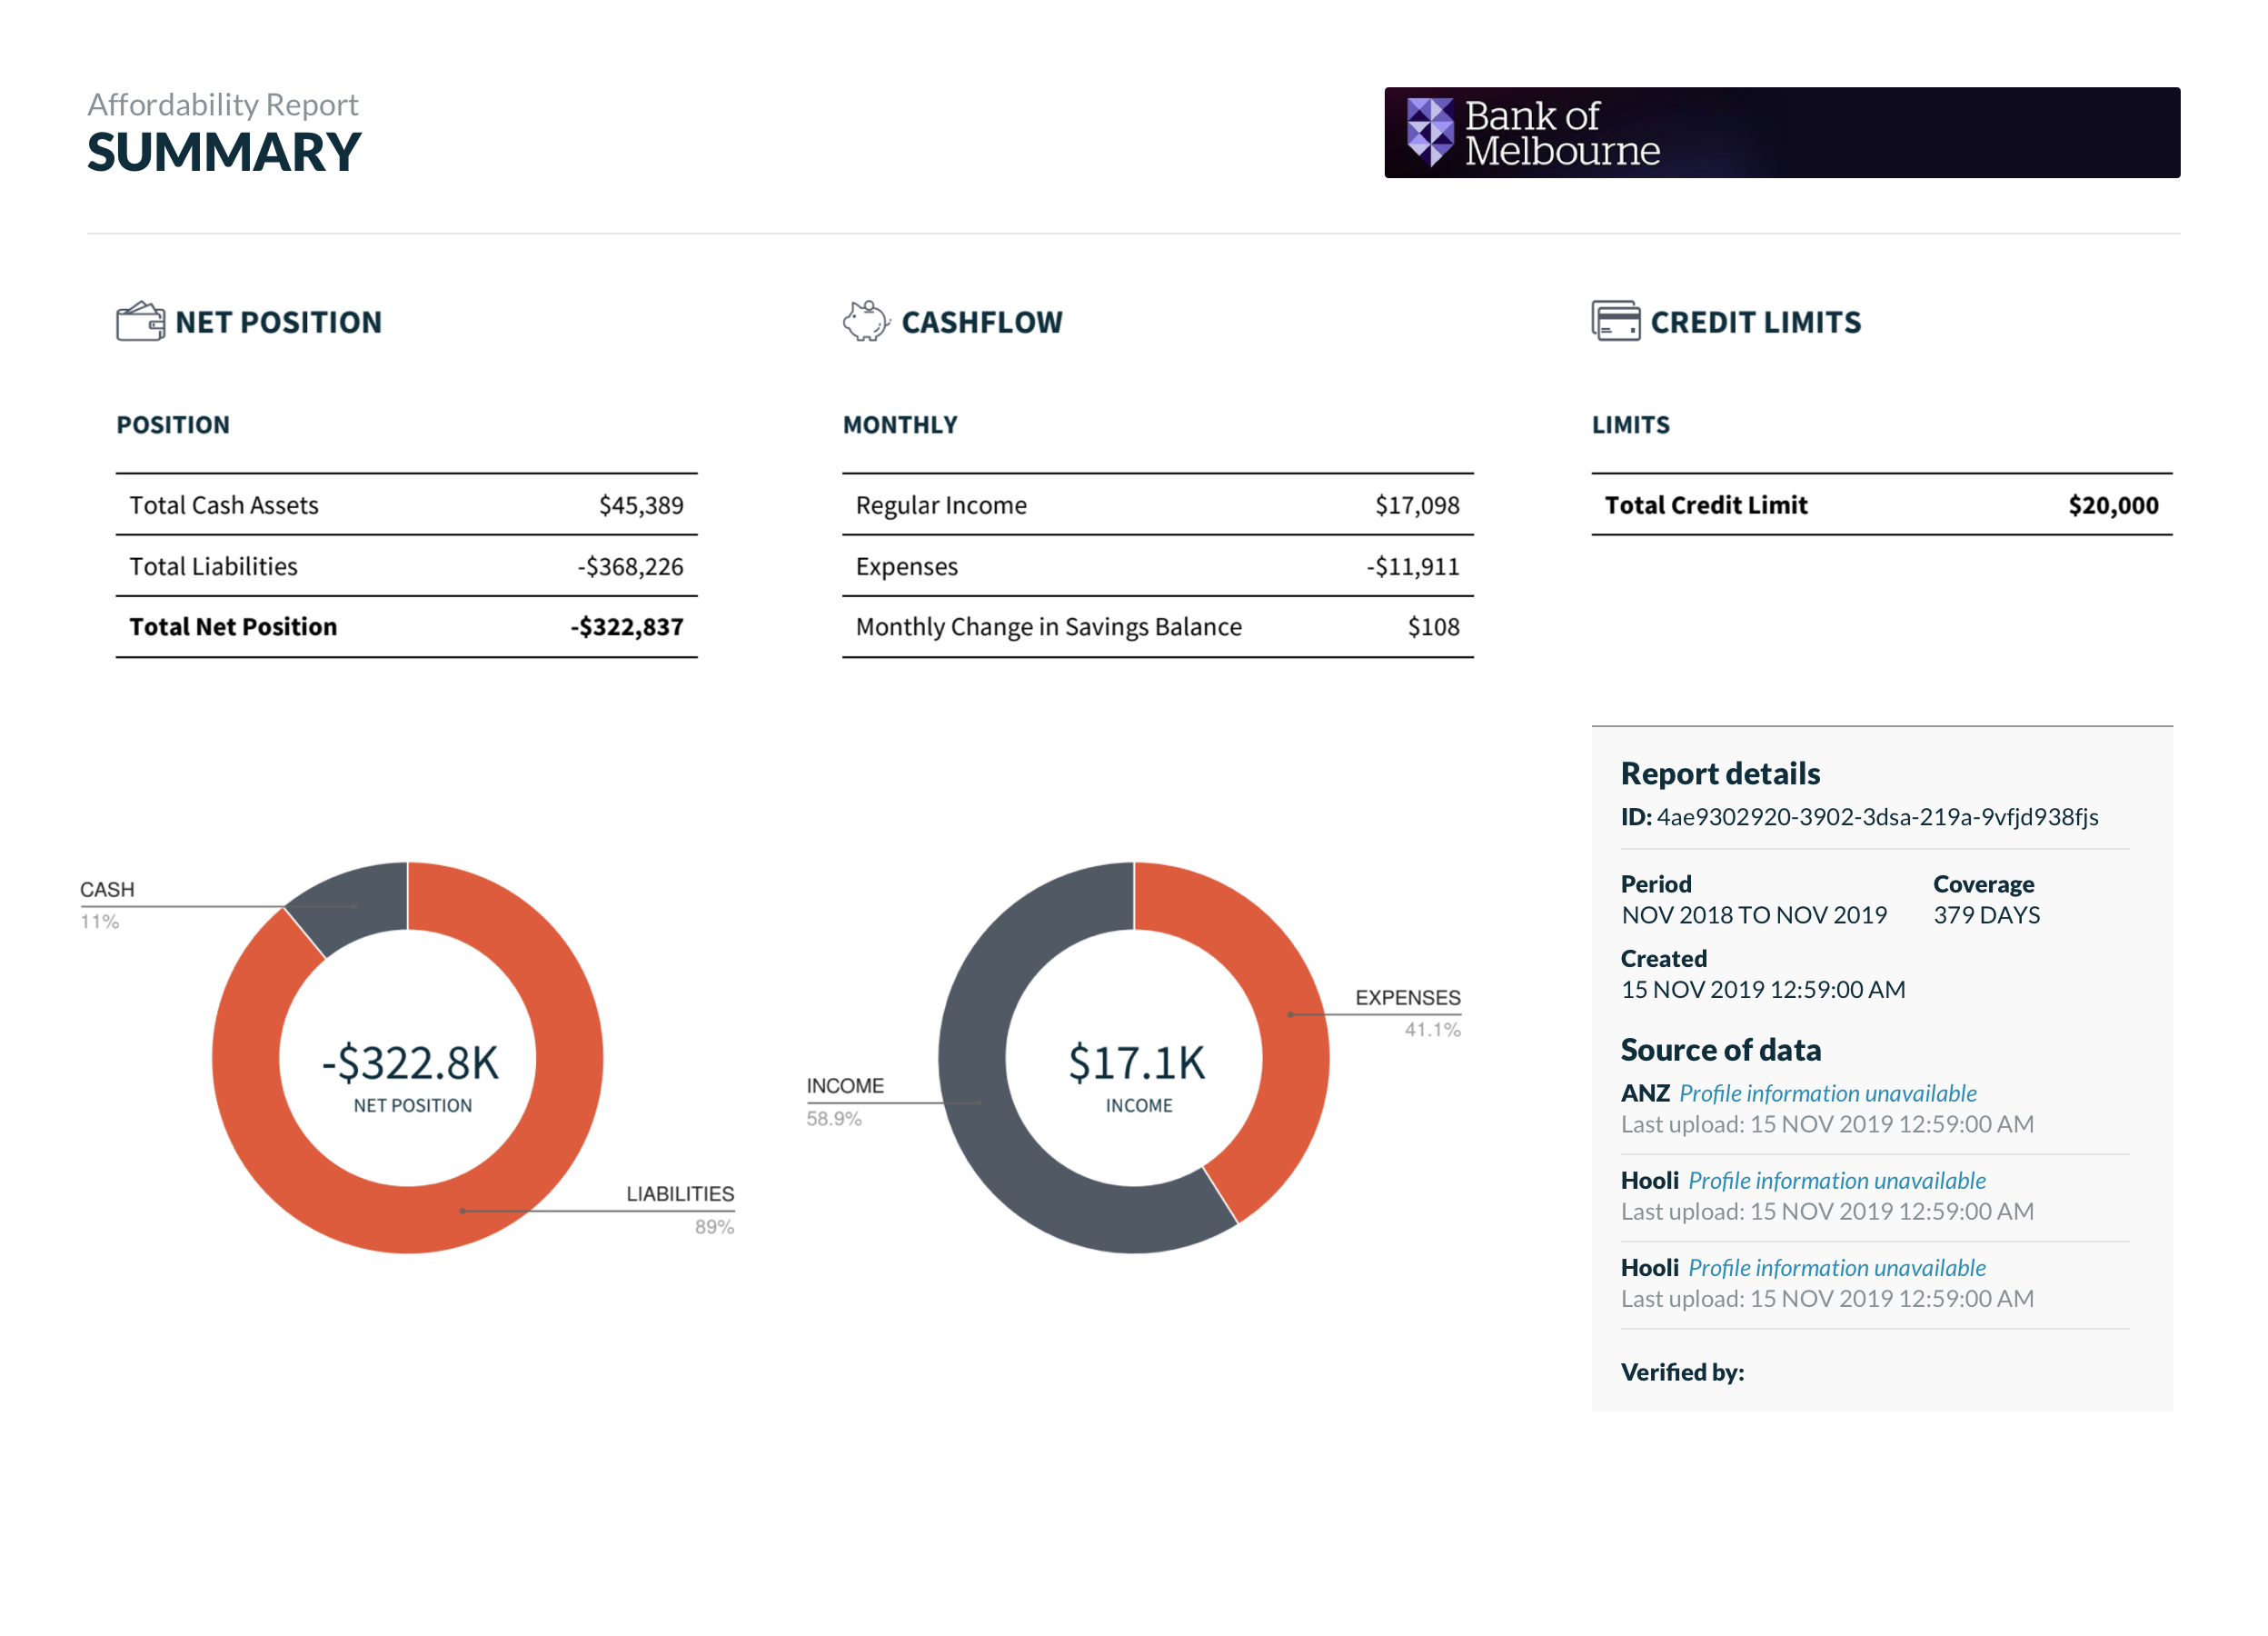 Affordability Report
SUMMARY
Bank of
Melbourne
NET POSITION
POSITION
Total Cash Assets $45,389
Total Liabilities -$368,226
Total Net Position -$322,837
CASHFLOW
MONTHLY
Regular Income $17,098
Expenses -$11,911
Monthly Change in Savings Balance $108
CREDIT LIMITS
LIMITS
Total Credit Limit $20,000
CASH
11%
-$322.8K
NET POSITION
LIABILITIES
89%
EXPENSES
41.1%
$17.1K
INCOME
INCOME
58.9%
Report details
ID: 4ae9302920-3902-3dsa-219a-9vfjd938fjs
Period Coverage
NOV 2018 TO NOV 2019 379 DAYS
Created
15 NOV 2019 12:59:00 AM
Source of data
ANZ Profile information unavailable
Last upload: 15 NOV 2019 12:59:00 AM
Hooli Profile information unavailable
Last upload: 15 NOV 2019 12:59:00 AM
Hooli Profile information unavailable
Last upload: 15 NOV 2019 12:59:00 AM
Verified by: